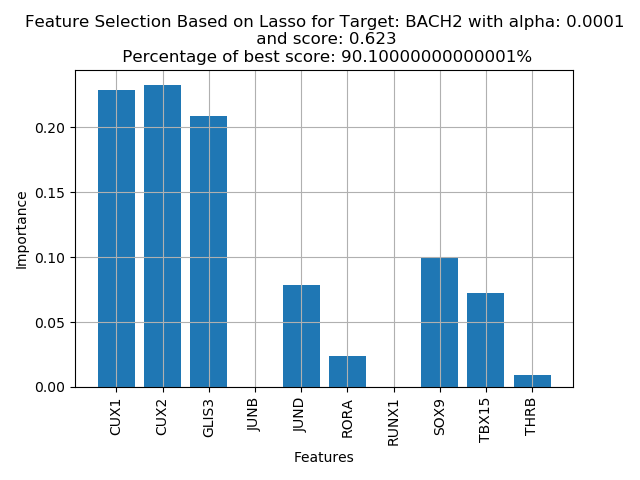 Feature Selection Based on Lasso for Target: BACH2 with alpha: 0.0001
and score: 0.623
Percentage of best score: 90.10000000000001%
0.20
0.15
0.10
0.05
0.00
Importance
CUX1
CUX2
GLIS3
JUNB
JUND
RORA
RUNX1
SOX9
TBX15
THRB
Features